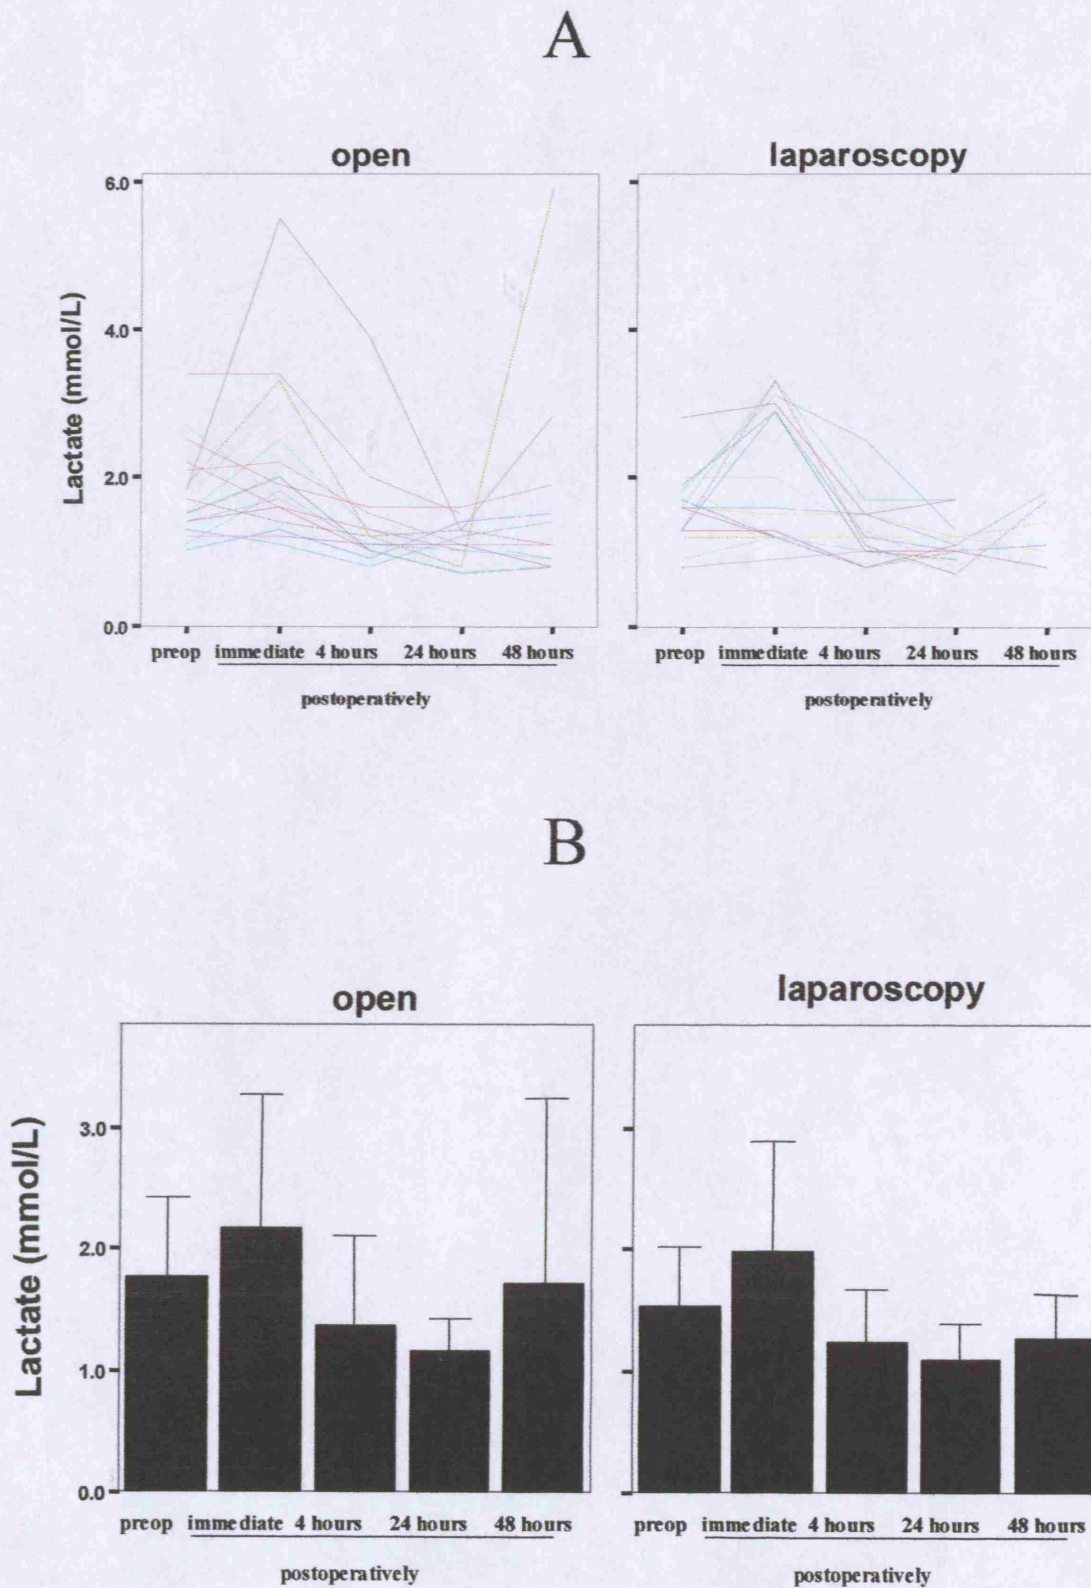 A
open laparoscopy
6.0
4.0
2.0
0.0
Lactate (mmol/L)
preop immediate 4 hours 24 hours 48 hours preop immediate 4 hours 24 hours 48 hours
postoperatively postoperatively
B
open laparoscopy
3.0
2.0
1.0
0.0
Lactate (mmol/L)
preop immediate 4 hours 24 hours 48 hours preop immediate 4 hours 24 hours 48 hours
postoperatively postoperatively